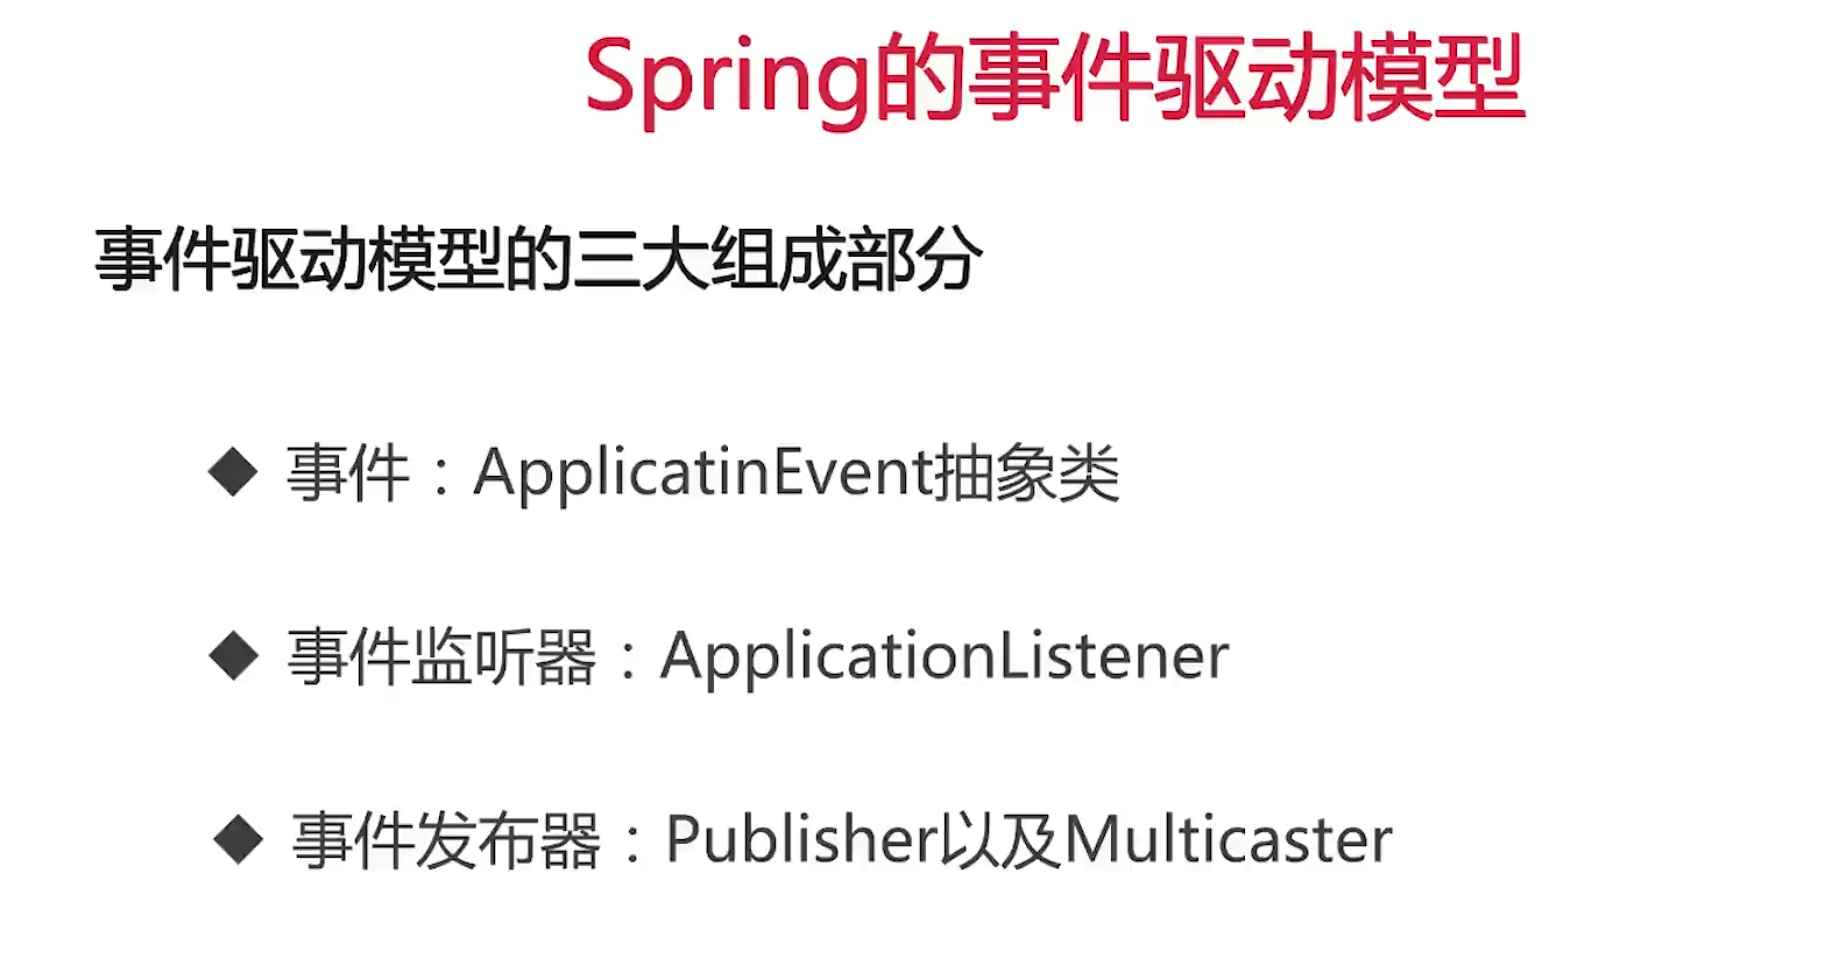 Spring的事件驱动模型
事件驱动模型的三大组成部分
◆ 事件：ApplicatinEvent抽象类
◆ 事件监听器：ApplicationListener
◆ 事件发布器：Publisher以及Multicaster